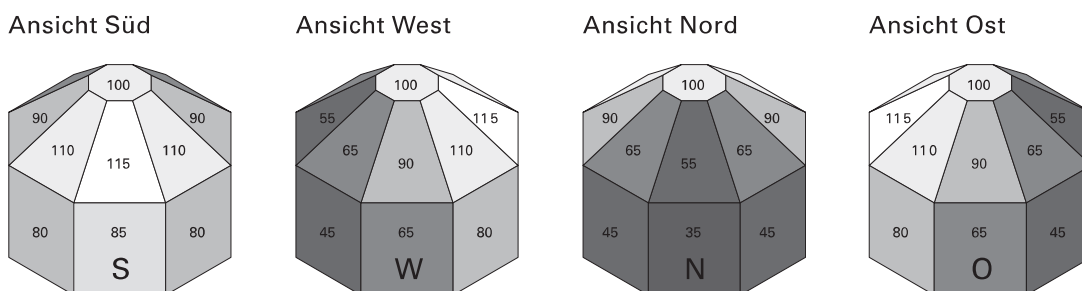 Ansicht Süd
100
90 90
110 110
115
80 85 80
S
Ansicht West
100
55 115
65 110
90
45 65 80
W
Ansicht Nord
100
90 90
65 65
55
45 35 45
N
Ansicht Ost
100
115 55
110 65
90
80 65 45
O